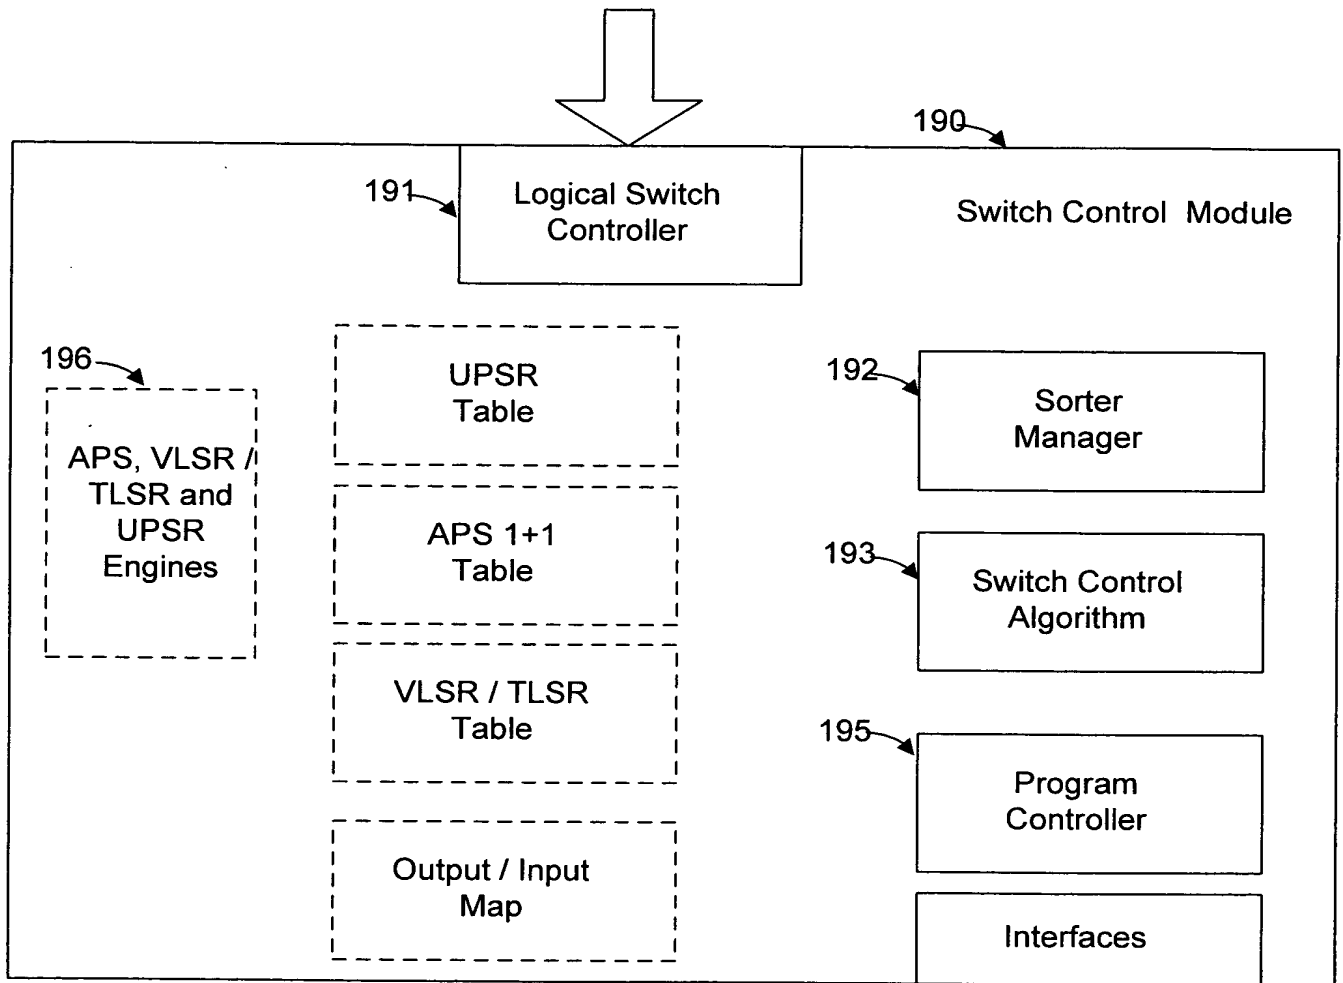 190
191
Logical Switch
Controller
Switch Control Module
196
APS, VLSR /
TLSR and
UPSR
Engines
UPSR
Table
APS 1+1
Table
VLSR / TLSR
Table
Output / Input
Map
192
Sorter
Manager
193
Switch Control
Algorithm
195
Program
Controller
Interfaces